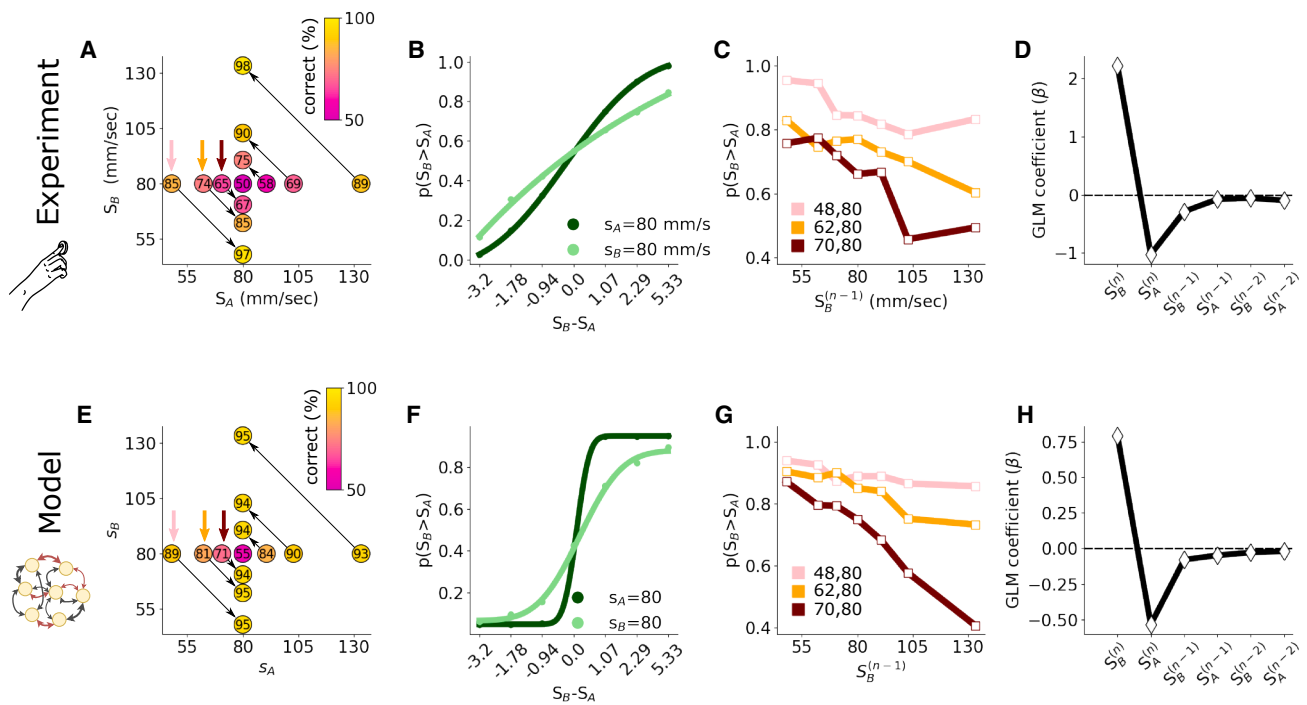 Experiment
A
correct (%)
100
50
S_B (mm/sec)
130
105
80
55
98
90
75
85
74
65
50
58
69
89
67
85
97
55
80
105
130
S_A (mm/sec)
B
p(S_B>S_A)
1.0
0.8
0.6
0.4
0.2
0.0
s_A=80 mm/s
s_B=80 mm/s
-3.2
-1.78
-0.94
0.0
1.07
2.29
5.33
S_B-S_A
C
p(S_B>S_A)
1.0
0.8
0.6
0.4
48,80
62,80
70,80
55
80
105
130
S_B^(n−1) (mm/sec)
D
GLM coefficient (β)
2
1
0
−1
S_B^(n)
S_A^(n)
S_B^(n−1)
S_A^(n−1)
S_B^(n−2)
S_A^(n−2)
Model
E
correct (%)
100
50
s_B
130
105
80
55
95
94
94
89
81
71
55
84
90
93
94
95
95
55
80
105
130
s_A
F
p(S_B>S_A)
0.8
0.6
0.4
0.2
s_A=80
s_B=80
-3.2
-1.78
-0.94
0.0
1.07
2.29
5.33
S_B-S_A
G
p(S_B>S_A)
1.0
0.8
0.6
0.4
48,80
62,80
70,80
55
80
105
130
S_B^(n−1)
H
GLM coefficient (β)
0.75
0.50
0.25
0.00
−0.25
−0.50
S_B^(n)
S_A^(n)
S_B^(n−1)
S_A^(n−1)
S_B^(n−2)
S_A^(n−2)